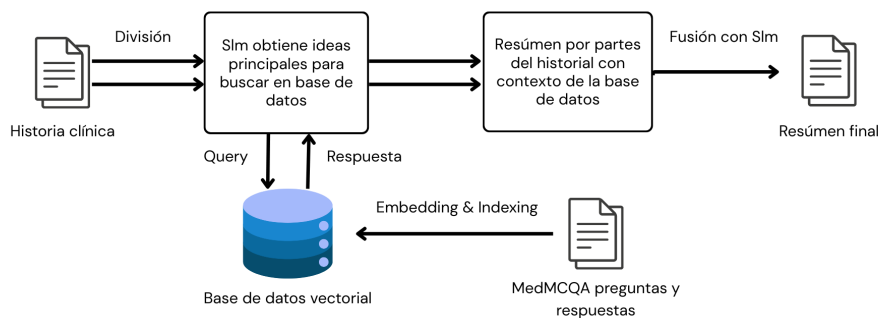 División
Slm obtiene ideas
principales para
buscar en base de
datos
Resúmen por partes
del historial con
contexto de la base
de datos
Fusión con Slm
Historia clínica
Resúmen final
Query
Respuesta
Embedding & Indexing
Base de datos vectorial
MedMCQA preguntas y
respuestas